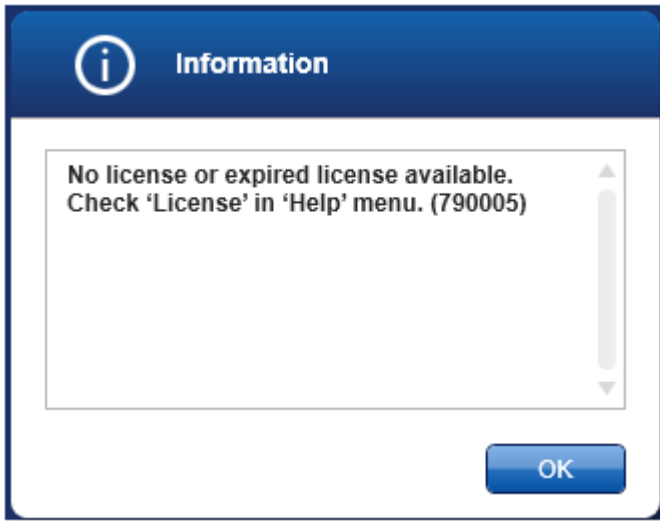 Information
No license or expired license available.
Check ‘License’ in ‘Help’ menu. (790005)
OK